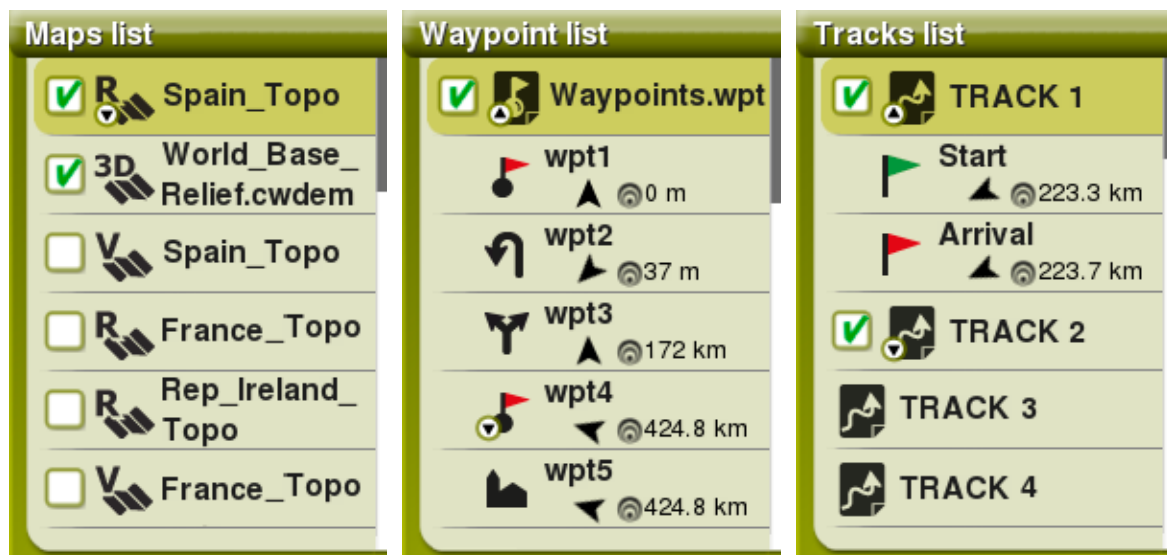 Maps list
R Spain_Topo
3D World_Base_
Relief.cwdem
V Spain_Topo
R France_Topo
R Rep_Ireland_
Topo
V France_Topo
Waypoint list
Waypoints.wpt
wpt1
0 m
wpt2
37 m
wpt3
172 km
wpt4
424.8 km
wpt5
424.8 km
Tracks list
TRACK 1
Start
223.3 km
Arrival
223.7 km
TRACK 2
TRACK 3
TRACK 4